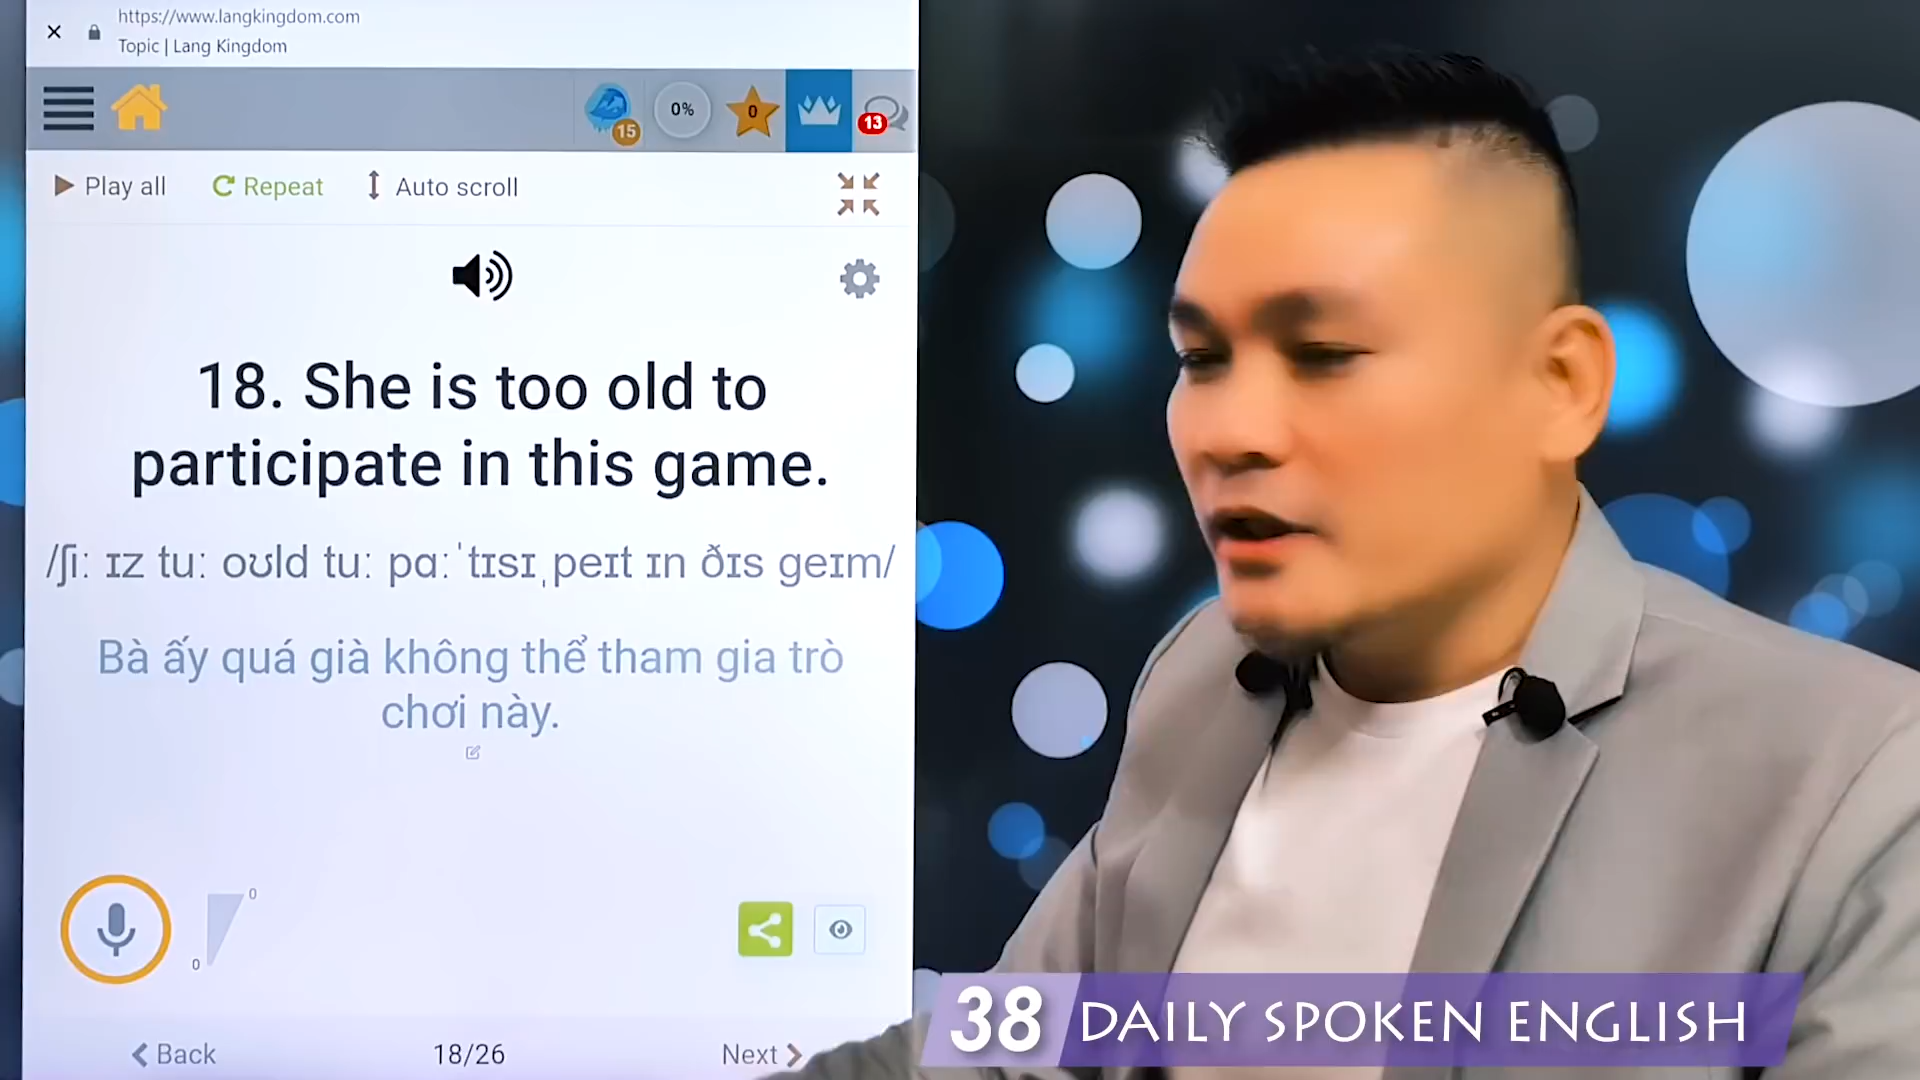 https://www.langkingdom.com
Topic | Lang Kingdom
15
0%
0
13
Play all
Repeat
Auto scroll
18. She is too old to
participate in this game.
/ʃiː ɪz tuː oʊld tuː pɑːˈtɪsɪˌpeɪt ɪn ðɪs geɪm/
Bà ấy quá già không thể tham gia trò
chơi này.
0
0
Back
18/26
Next
38 DAILY SPOKEN ENGLISH